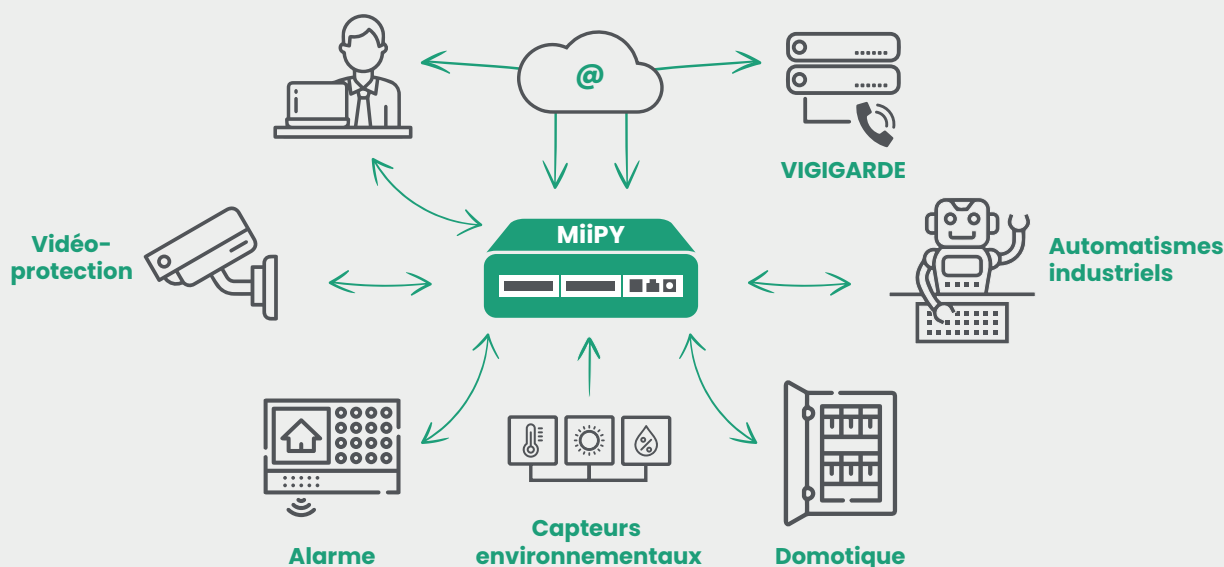 @
VIGIGARDE
MiiPY
Vidéo-
protection
Automatismes
industriels
Alarme
Capteurs
environnementaux
Domotique